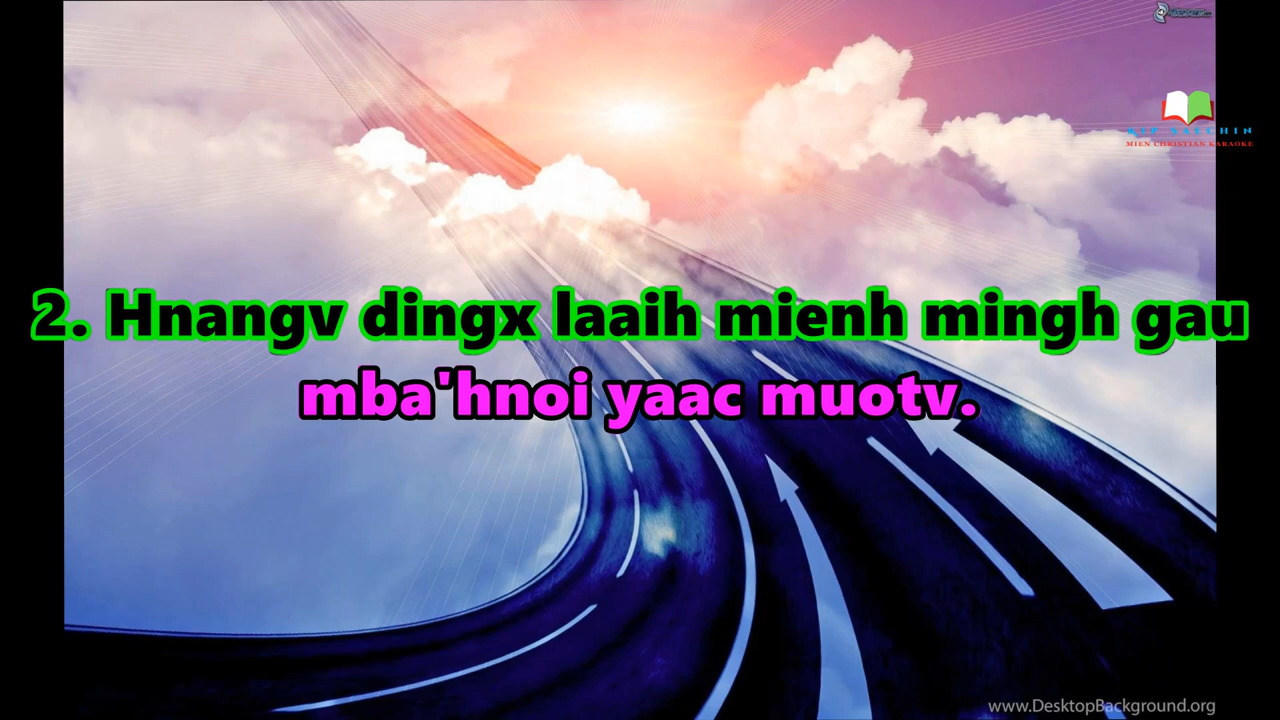 MIEN CHRISTIAN KARAOKE
2. Hnangv dingx laaih mienh mingh gau
mba'hnoi yaac muotv.
www.DesktopBackground.org